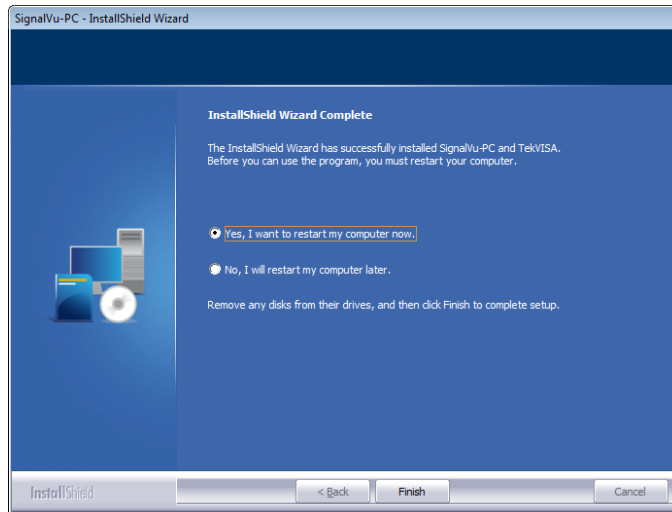 SignalVu-PC - InstallShield Wizard
InstallShield Wizard Complete
The InstallShield Wizard has successfully installed SignalVu-PC and TekVISA.
Before you can use the program, you must restart your computer.
Yes, I want to restart my computer now.
No, I will restart my computer later.
Remove any disks from their drives, and then click Finish to complete setup.
InstallShield
< Back
Finish
Cancel